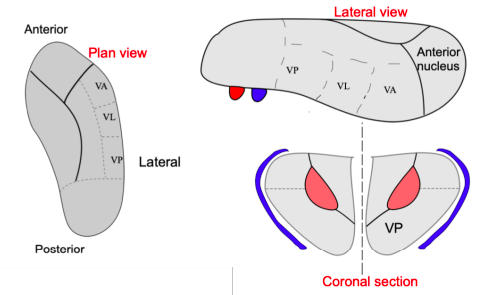 Anterior
Plan view
VA
VL
VP
Lateral
Posterior
Lateral view
VP
VL
VA
Anterior
nucleus
VP
Coronal section